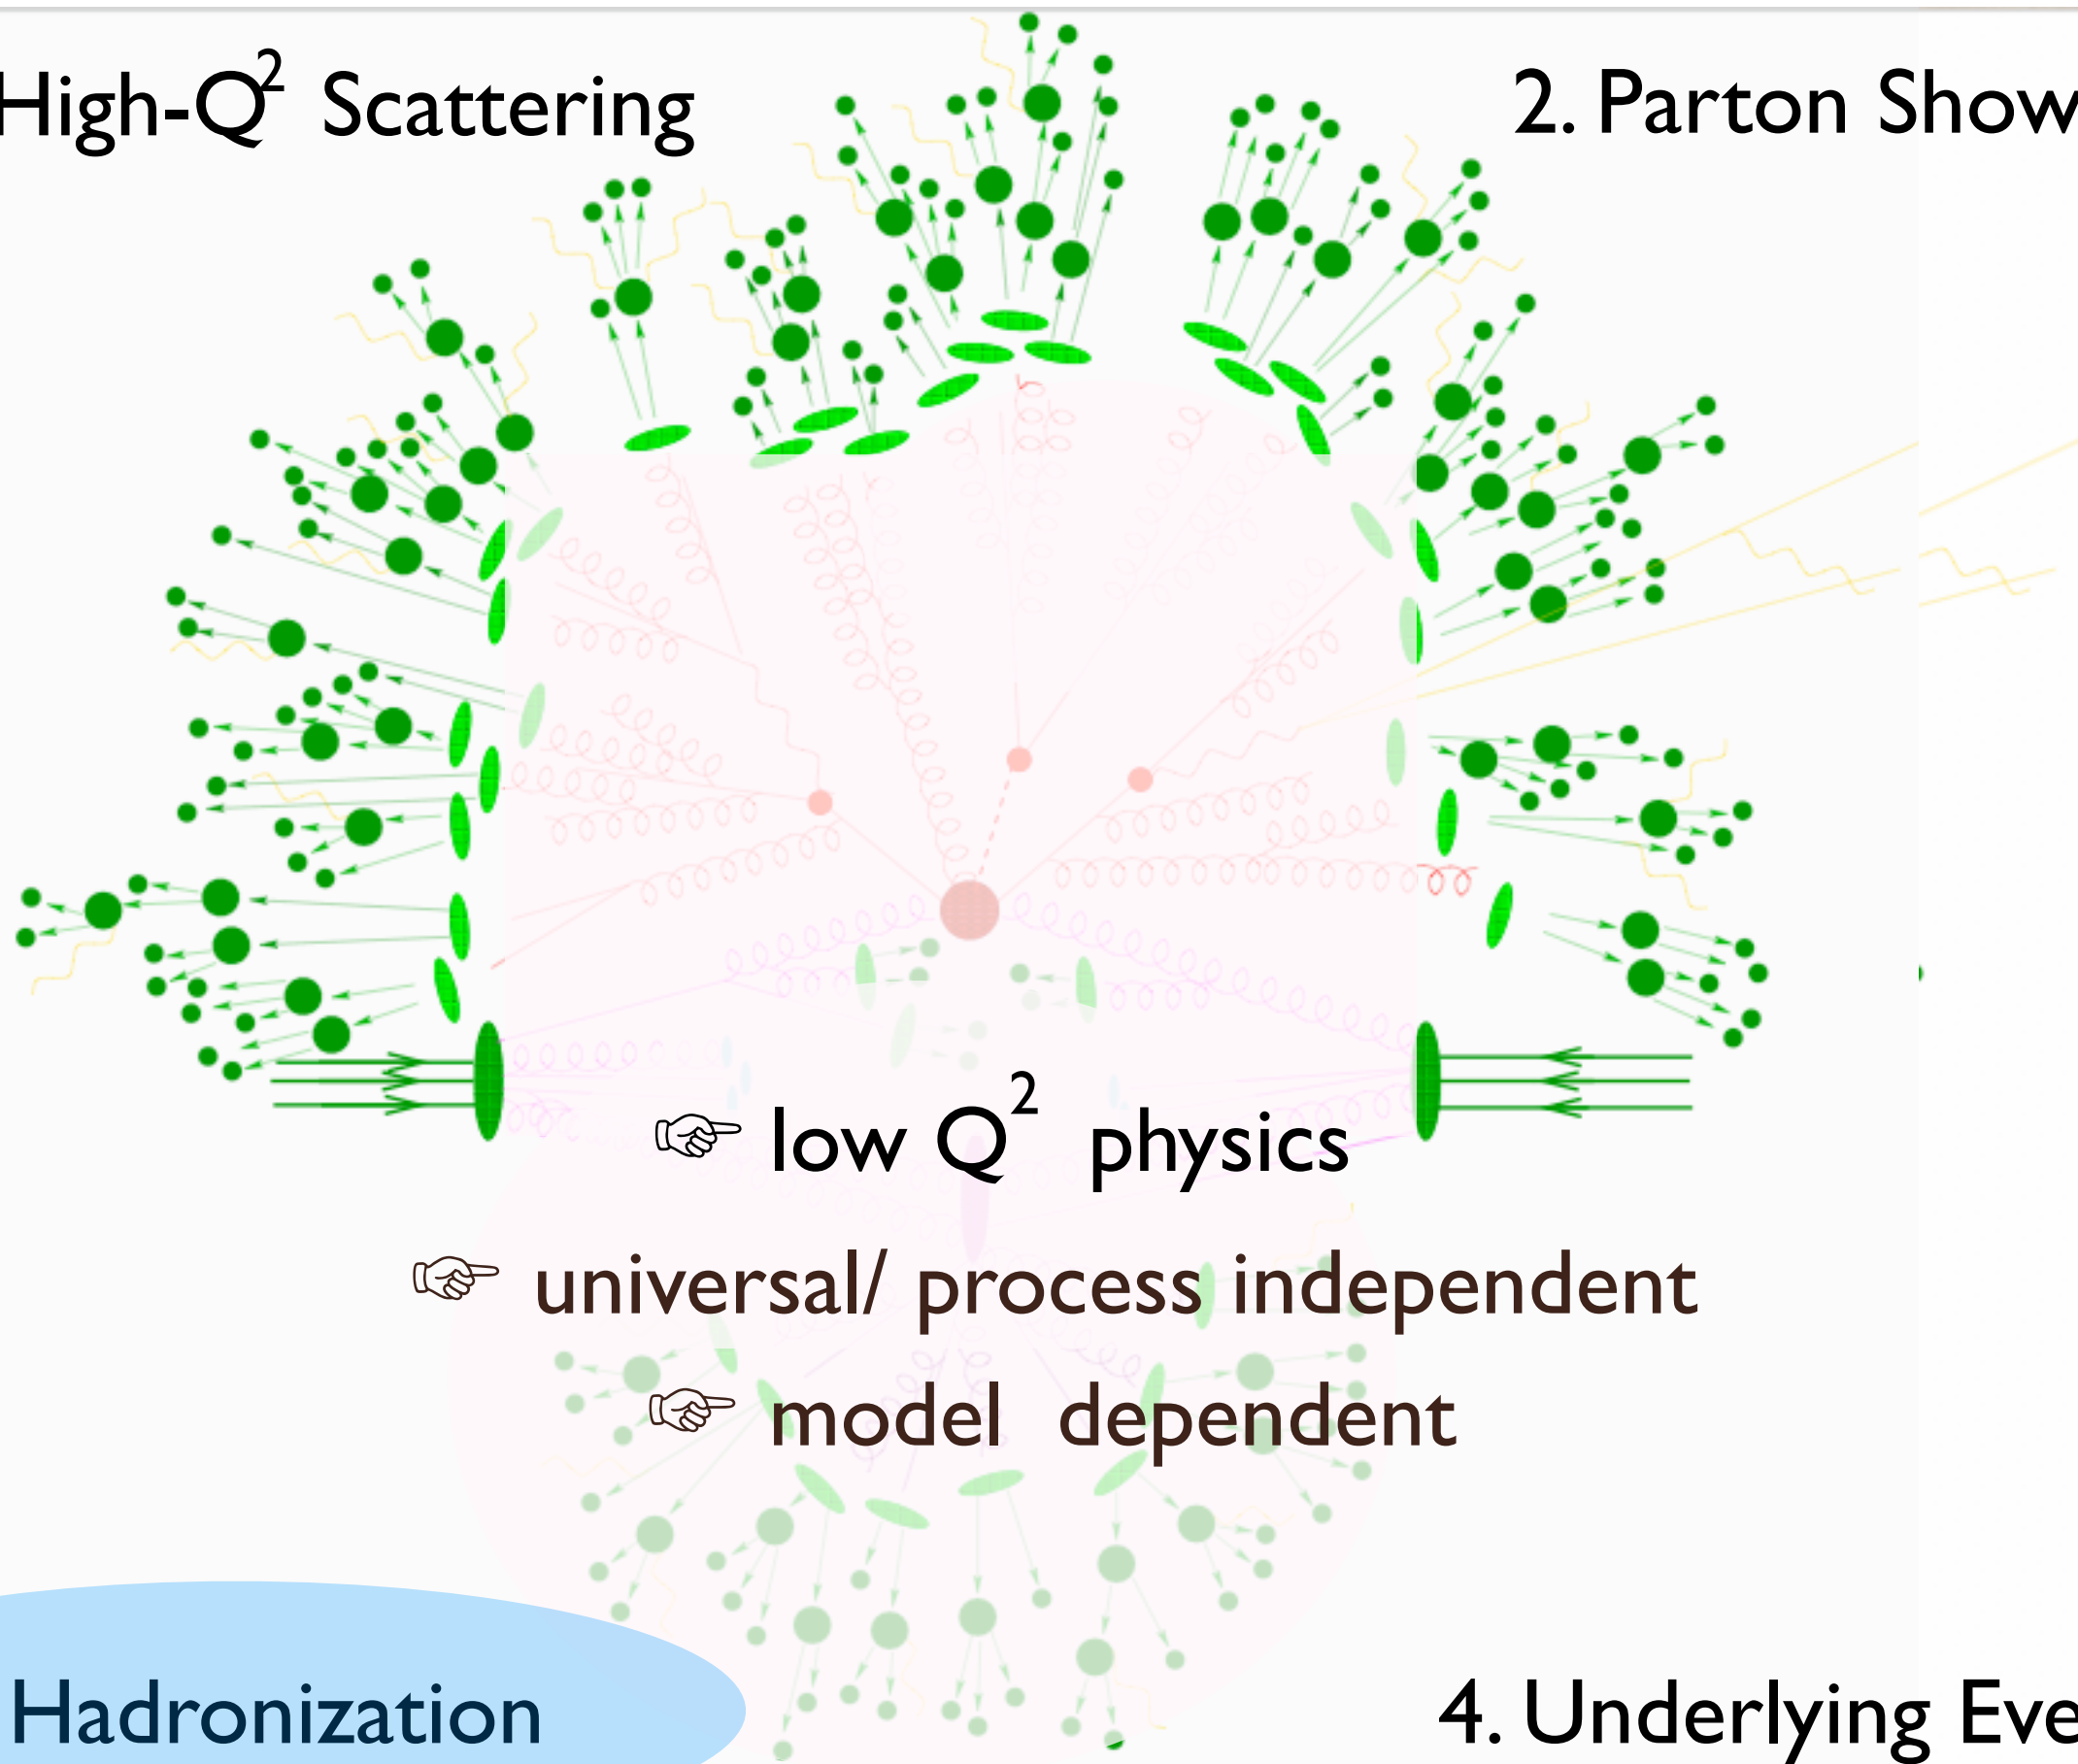 High-Q² Scattering
2. Parton Show
☞ low Q² physics
☞ universal/ process independent
☞ model dependent
Hadronization
4. Underlying Eve